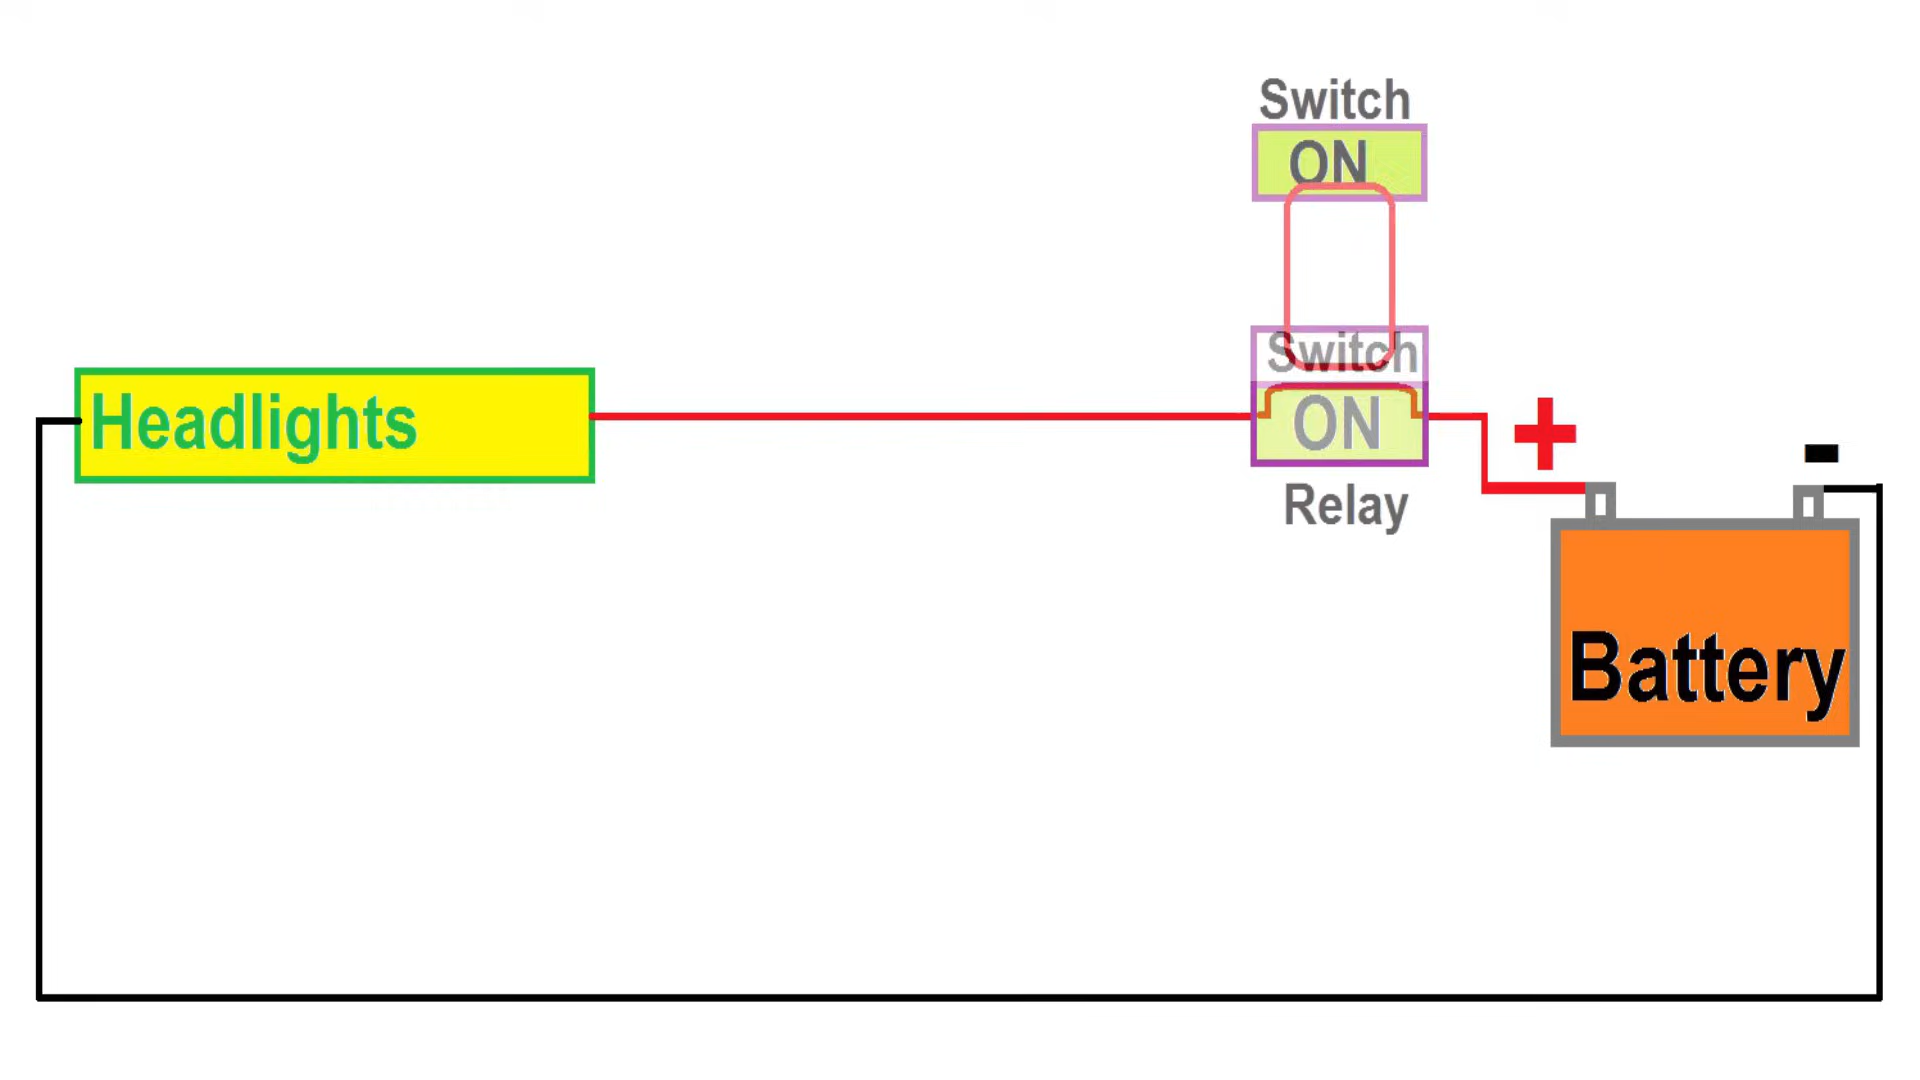 Switch
ON
Switch
Headlights
ON
+
-
Relay
Battery